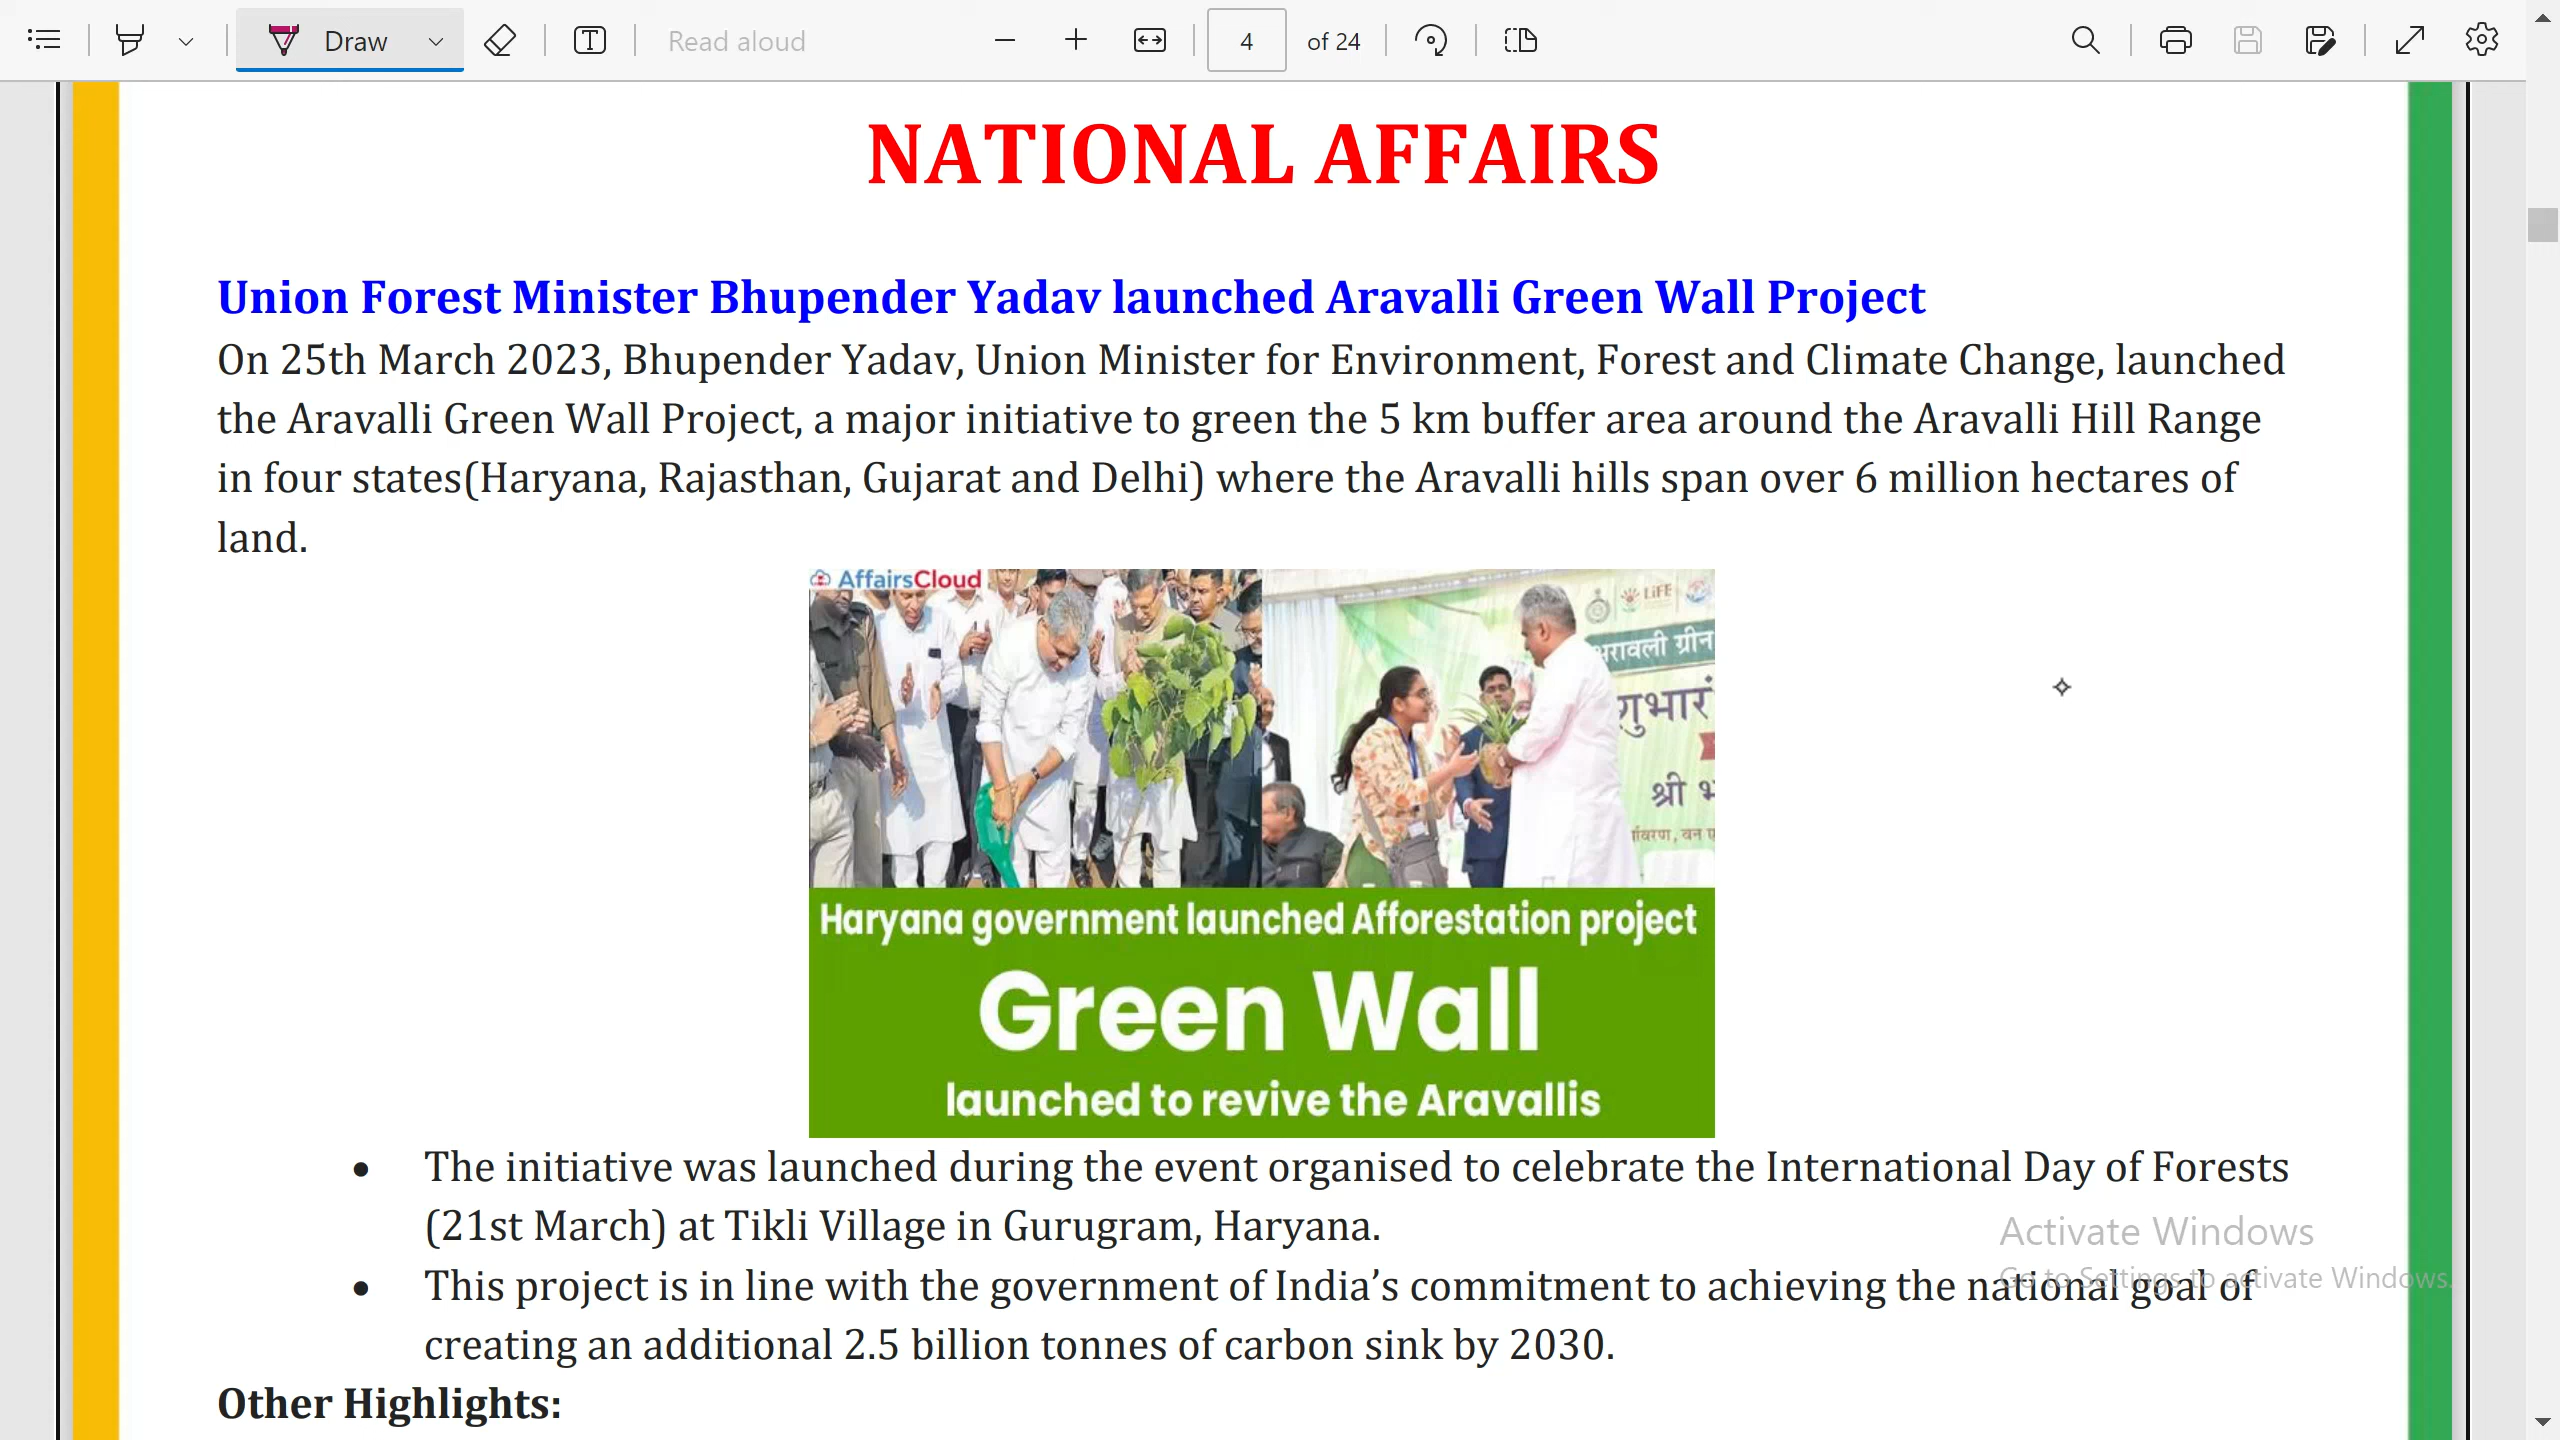 Draw
Read aloud
4
of 24
NATIONAL AFFAIRS
Union Forest Minister Bhupender Yadav launched Aravalli Green Wall Project
On 25th March 2023, Bhupender Yadav, Union Minister for Environment, Forest and Climate Change, launched
the Aravalli Green Wall Project, a major initiative to green the 5 km buffer area around the Aravalli Hill Range
in four states(Haryana, Rajasthan, Gujarat and Delhi) where the Aravalli hills span over 6 million hectares of
land.
AffairsCloud
LiFE
अरावली ग्रीन
शुभारं
श्री
वन
Haryana government launched Afforestation project
Green Wall
launched to revive the Aravallis
• The initiative was launched during the event organised to celebrate the International Day of Forests
(21st March) at Tikli Village in Gurugram, Haryana.
• This project is in line with the government of India’s commitment to achieving the national goal of
creating an additional 2.5 billion tonnes of carbon sink by 2030.
Other Highlights:
Activate Windows
Go to Settings to activate Windows.